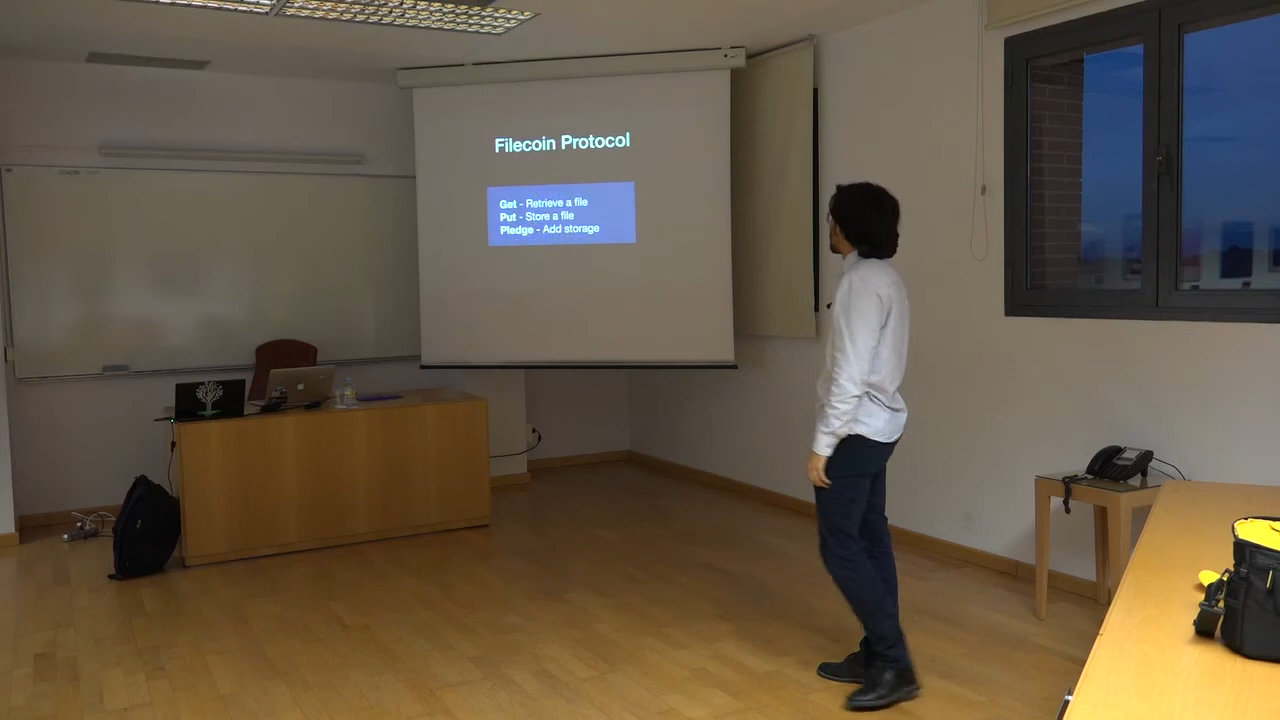 Filecoin Protocol
Get - Retrieve a file
Put - Store a file
Pledge - Add storage